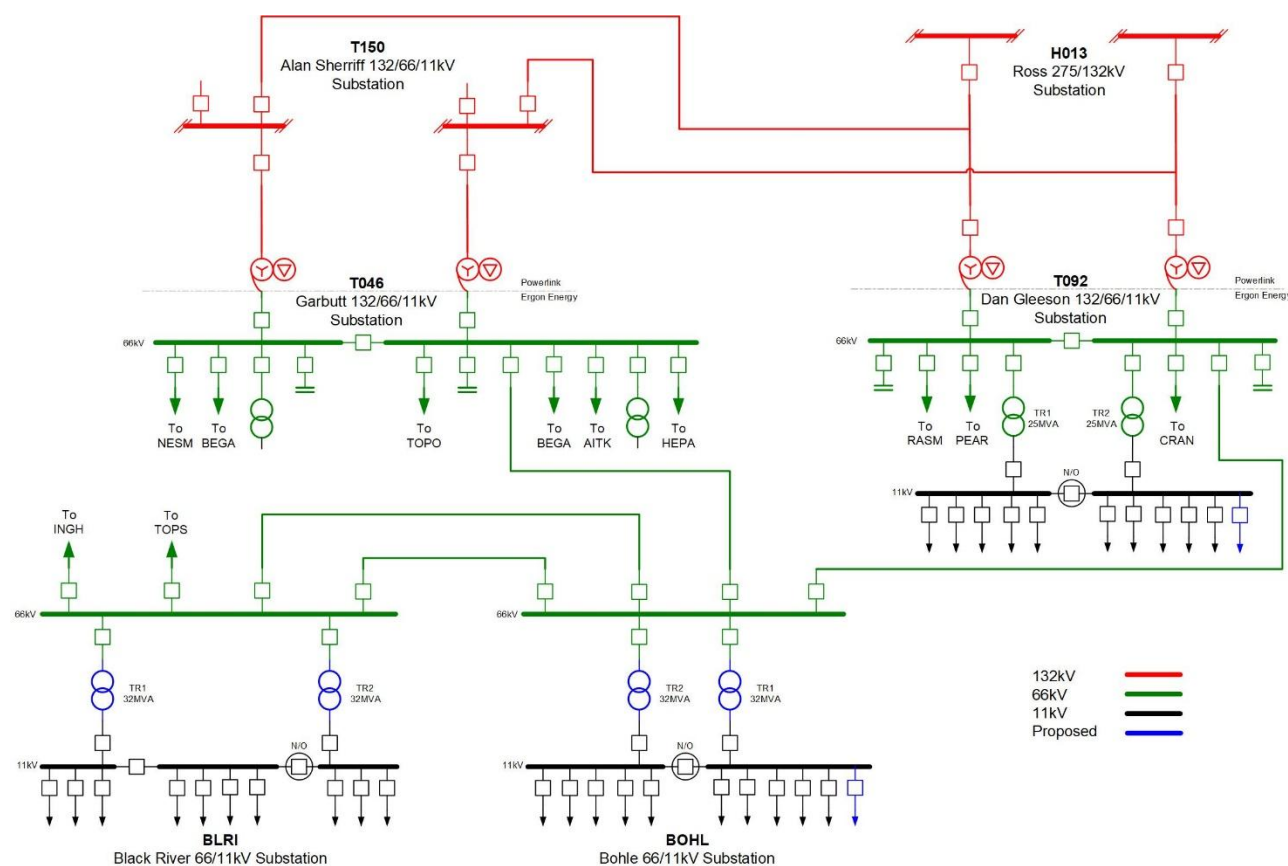 T150
Alan Sherriff 132/66/11kV
Substation
H013
Ross 275/132kV
Substation
T046
Garbutt 132/66/11kV
Substation
Powerlink
Ergon Energy
T092
Dan Gleeson 132/66/11kV
Substation
Powerlink
Ergon Energy
66kV
To
NESM
To
BEGA
To
TOPO
To
BEGA
To
AITK
To
HEPA
66kV
To
RASM
To
PEAR
TR1
25MVA
TR2
25MVA
To
CRAN
11kV
N/O
To
INGH
To
TOPS
66kV
TR1
32MVA
TR2
32MVA
11kV
N/O
BLRI
Black River 66/11kV Substation
66kV
TR2
32MVA
TR1
32MVA
11kV
N/O
BOHL
Bohle 66/11kV Substation
132kV
66kV
11kV
Proposed